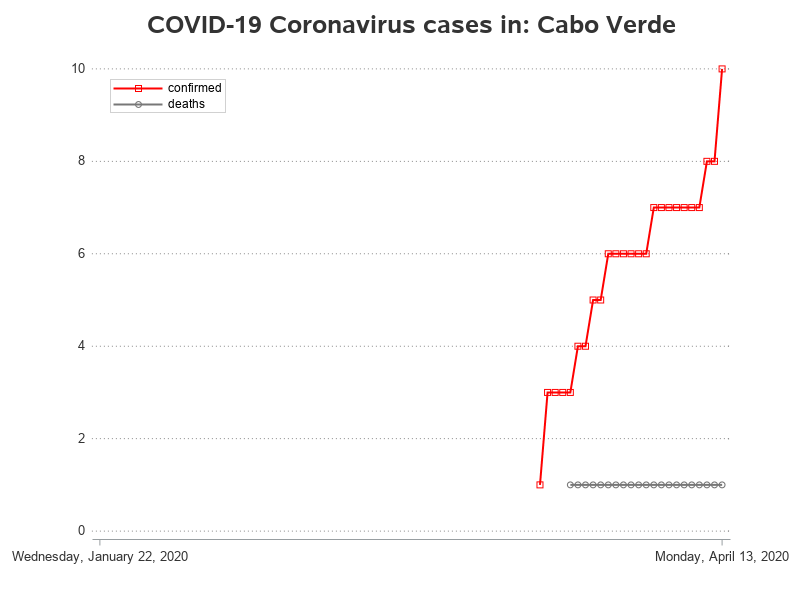 COVID-19 Coronavirus cases in: Cabo Verde
10
confirmed
deaths
8
6
4
2
0
Wednesday, January 22, 2020
Monday, April 13, 2020